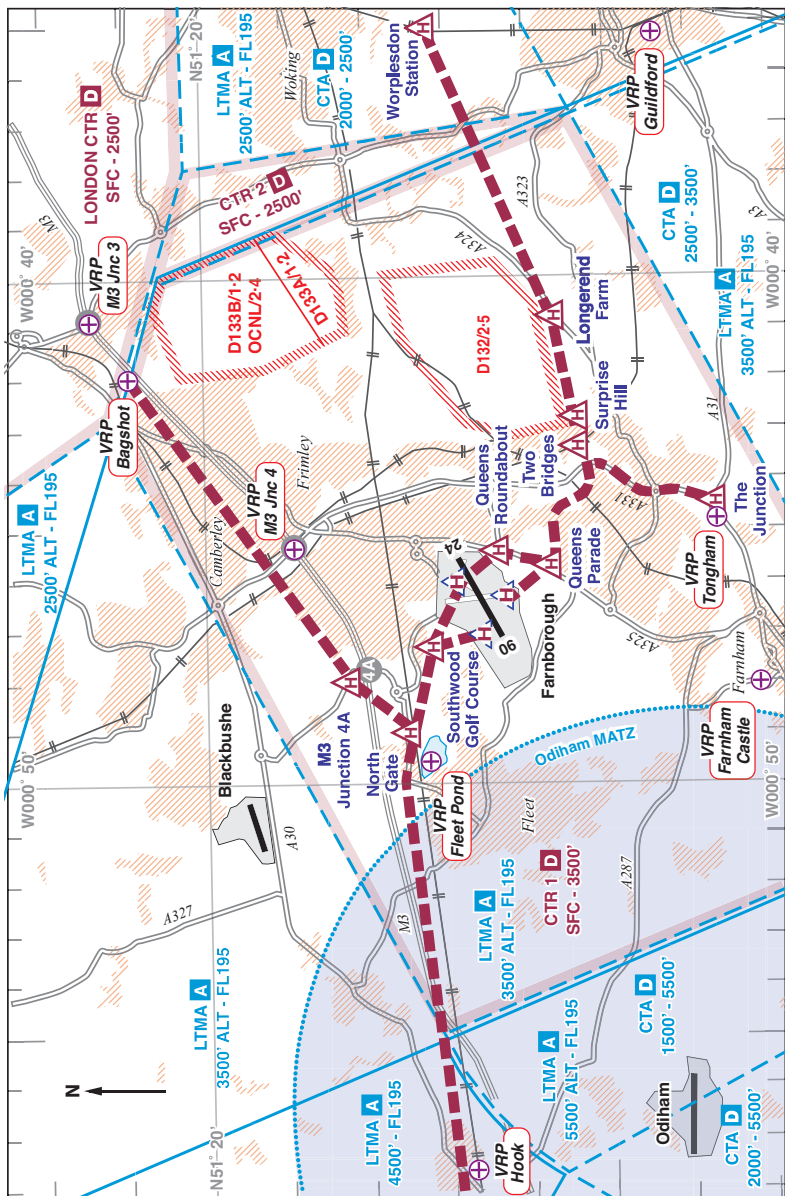 N
N51° 20'
N51° 20'
W000° 50'
W000° 40'
A327
LTMA A
3500' ALT - FL195
LTMA A
2500' ALT - FL195
M3
LONDON CTR D
SFC - 2500'
VRP
M3 Jnc 3
LTMA A
2500' ALT - FL195
Blackbushe
A30
Camberley
VRP
Bagshot
CTR 2 D
SFC - 2500'
Woking
CTA D
2000' - 2500'
D133B/1·2
OCNL/2·4
D133A/1·2
VRP
M3 Jnc 4
Frimley
M3
Junction 4A
4A
North
Gate
LTMA A
4500' - FL195
M3
VRP
Fleet Pond
Southwood
Golf Course
Queens
Roundabout
24
06
Worplesdon
Station
A324
D132/2·5
VRP
Hook
LTMA A
5500' ALT - FL195
LTMA A
3500' ALT - FL195
CTR 1 D
SFC - 3500'
Fleet
Odiham MATZ
Farnborough
Queens
Parade
Two
Bridges
Surprise
Hill
Longerend
Farm
A323
A287
A325
A331
VRP
Guildford
Odiham
CTA D
1500' - 5500'
CTA D
2000' - 5500'
VRP
Farnham
Castle
Farnham
VRP
Tongham
The
Junction
A31
CTA D
2500' - 3500'
LTMA A
3500' ALT - FL195
A3
W000° 50'
W000° 40'